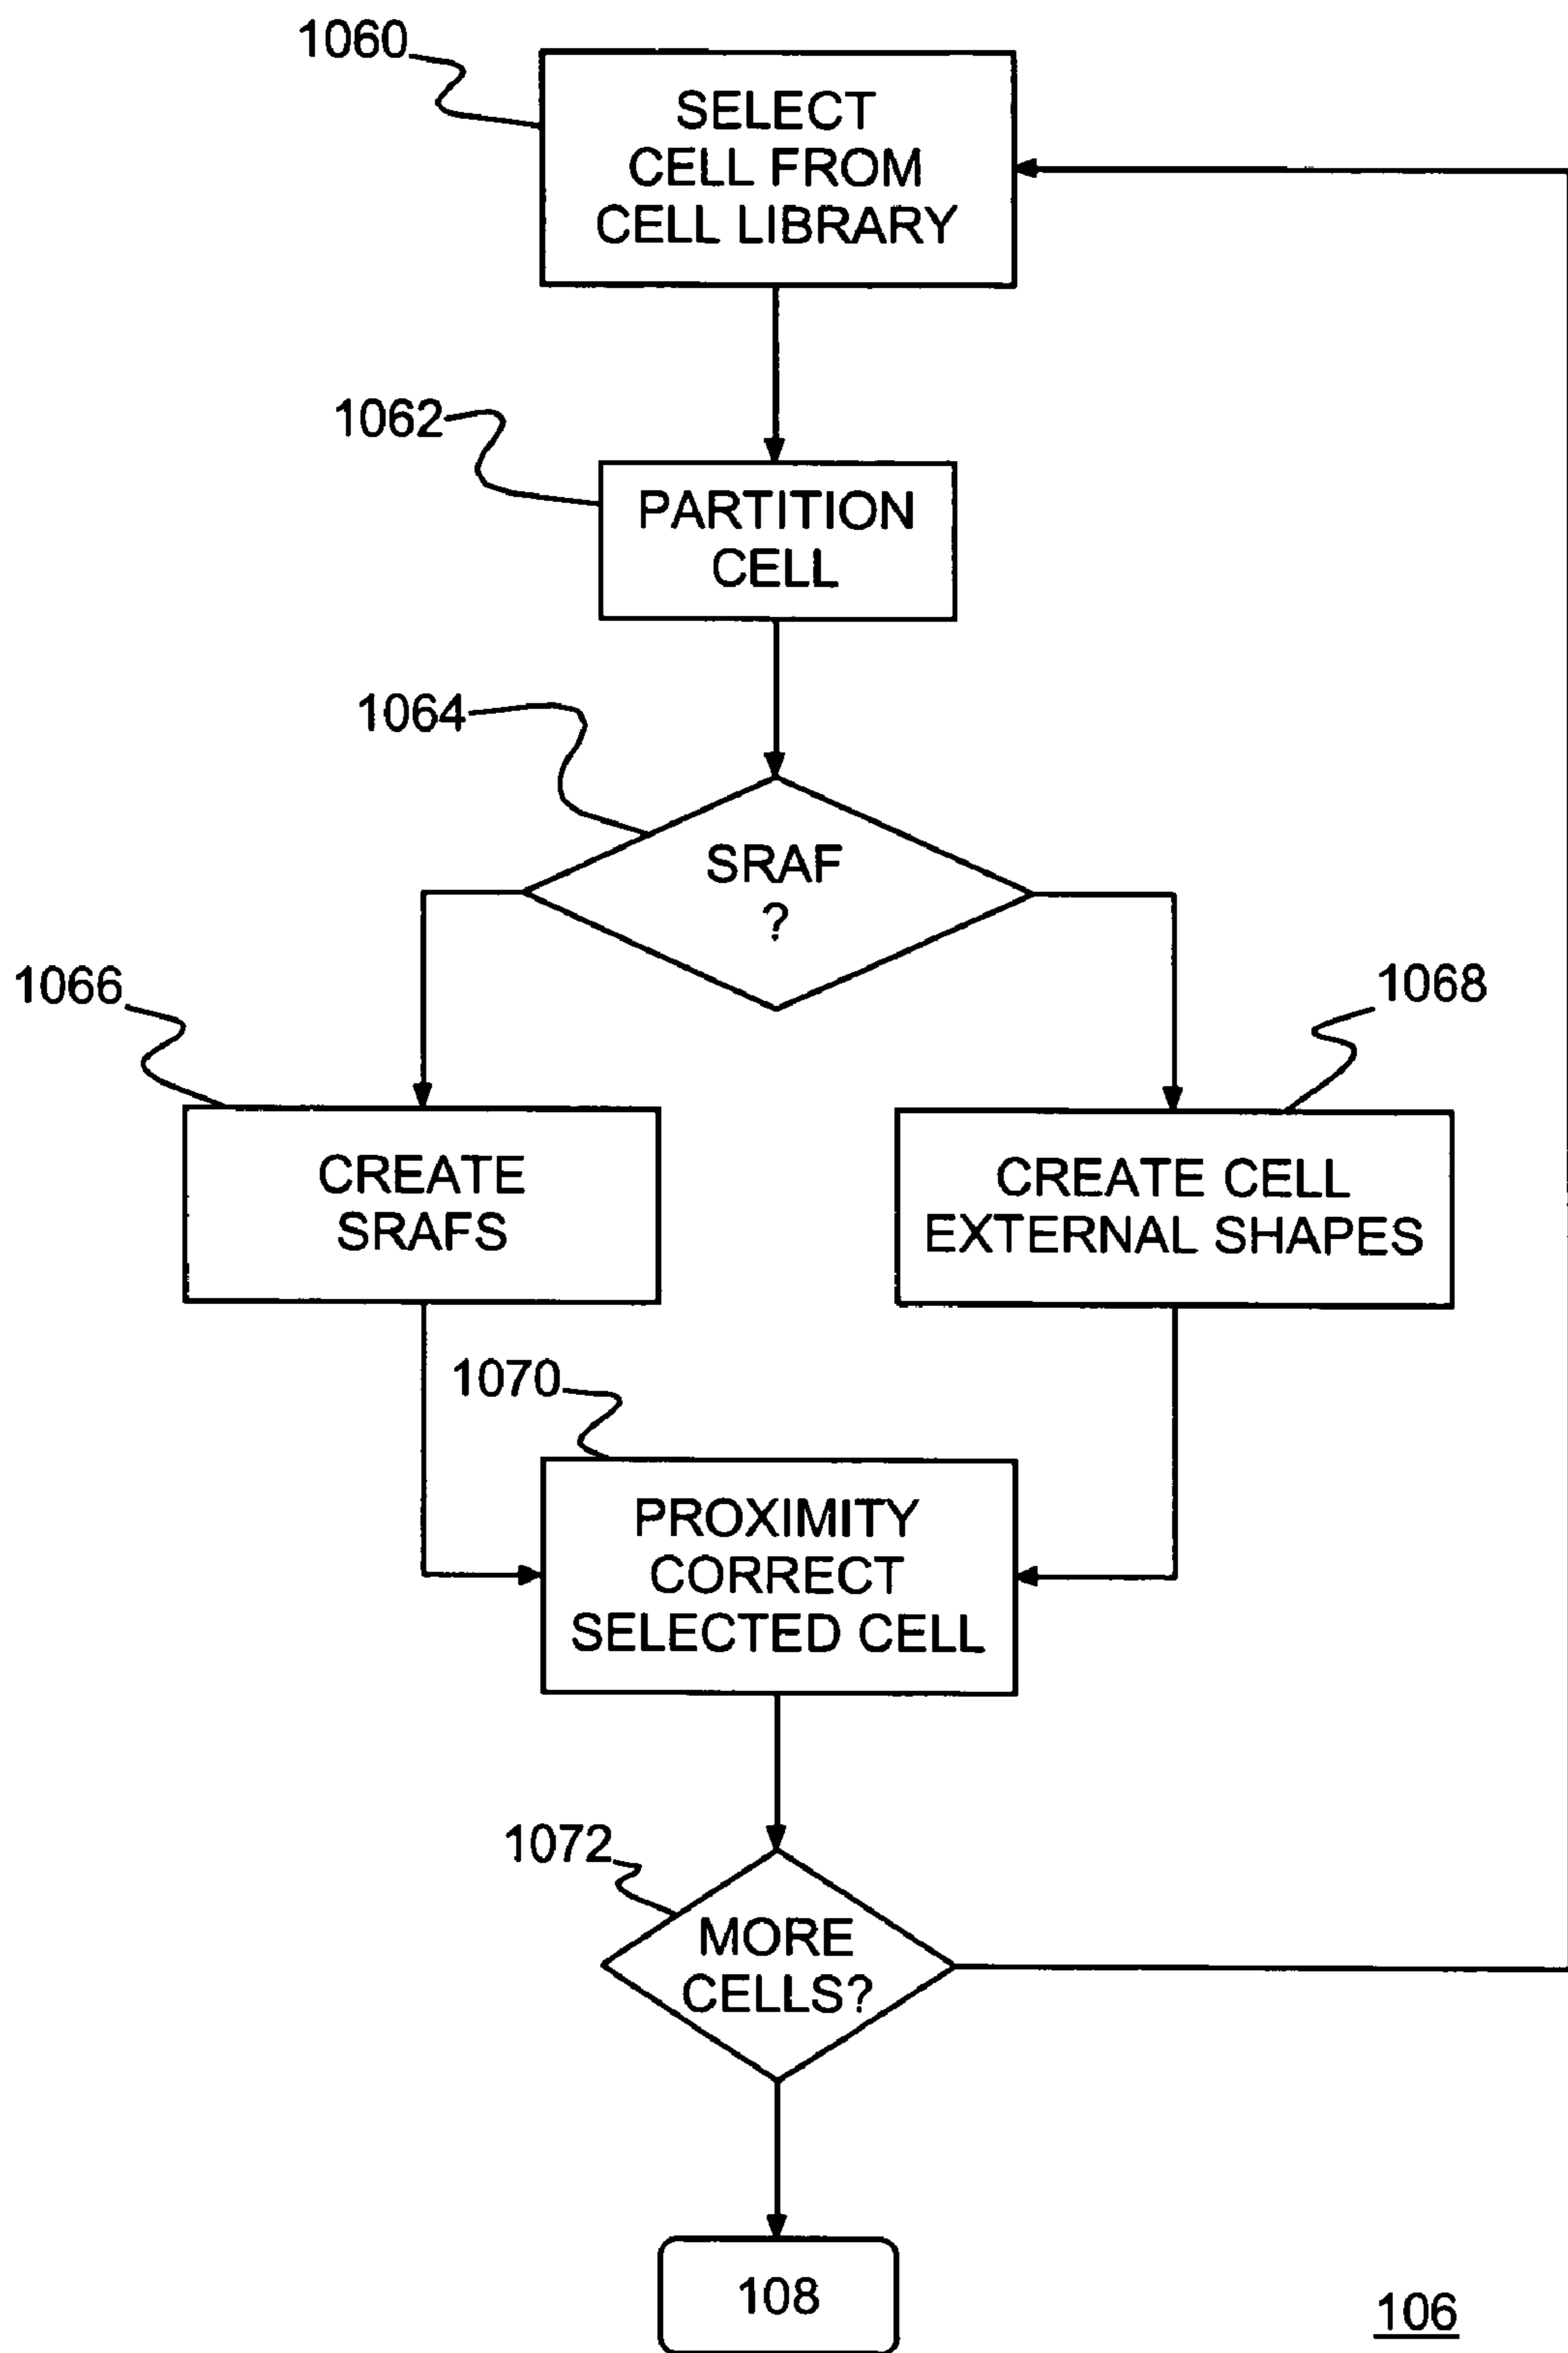 1060
SELECT
CELL FROM
CELL LIBRARY
1062
PARTITION
CELL
1064
SRAF
?
1066
1068
CREATE
SRAFS
CREATE CELL
EXTERNAL SHAPES
1070
PROXIMITY
CORRECT
SELECTED CELL
1072
MORE
CELLS?
108
106